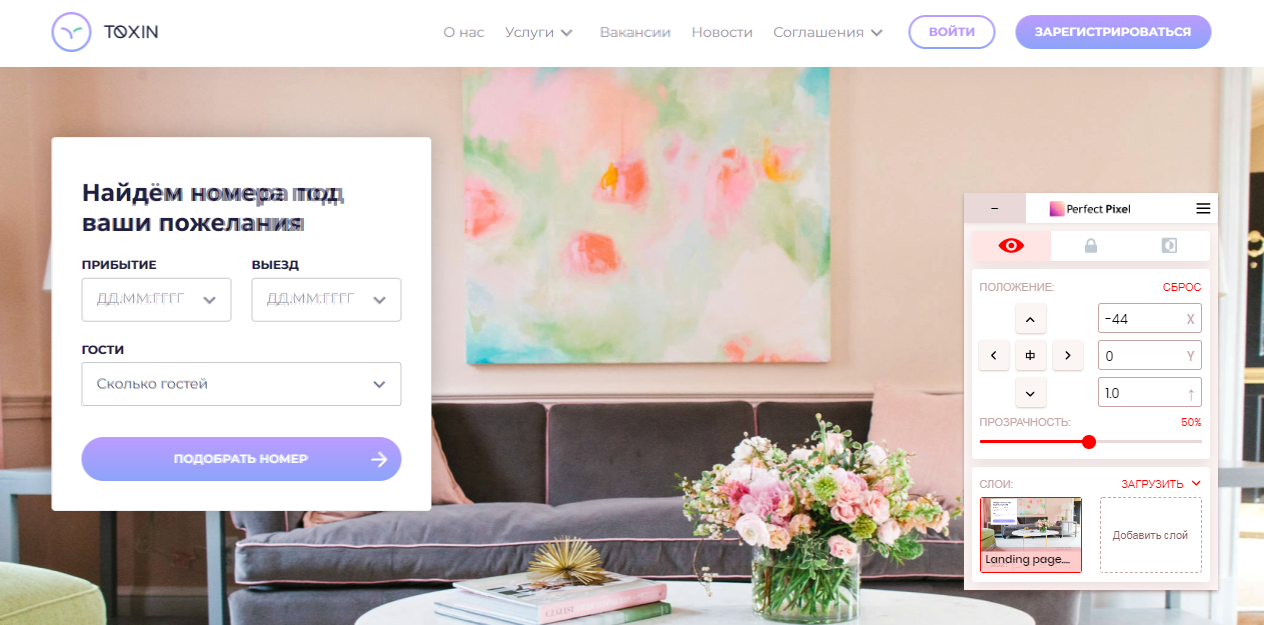 TOXIN
О нас
Услуги
Вакансии
Новости
Соглашения
ВОЙТИ
ЗАРЕГИСТРИРОВАТЬСЯ
Найдём номера под
ваши пожелания
ПРИБЫТИЕ
ВЫЕЗД
ДД.ММ.ГГГГ
ДД.ММ.ГГГГ
ГОСТИ
Сколько гостей
ПОДОБРАТЬ НОМЕР
Perfect Pixel
ПОЛОЖЕНИЕ:
СБРОС
-44
X
0
Y
1.0
ПРОЗРАЧНОСТЬ:
50%
СЛОИ:
ЗАГРУЗИТЬ
Landing page....
Добавить слой